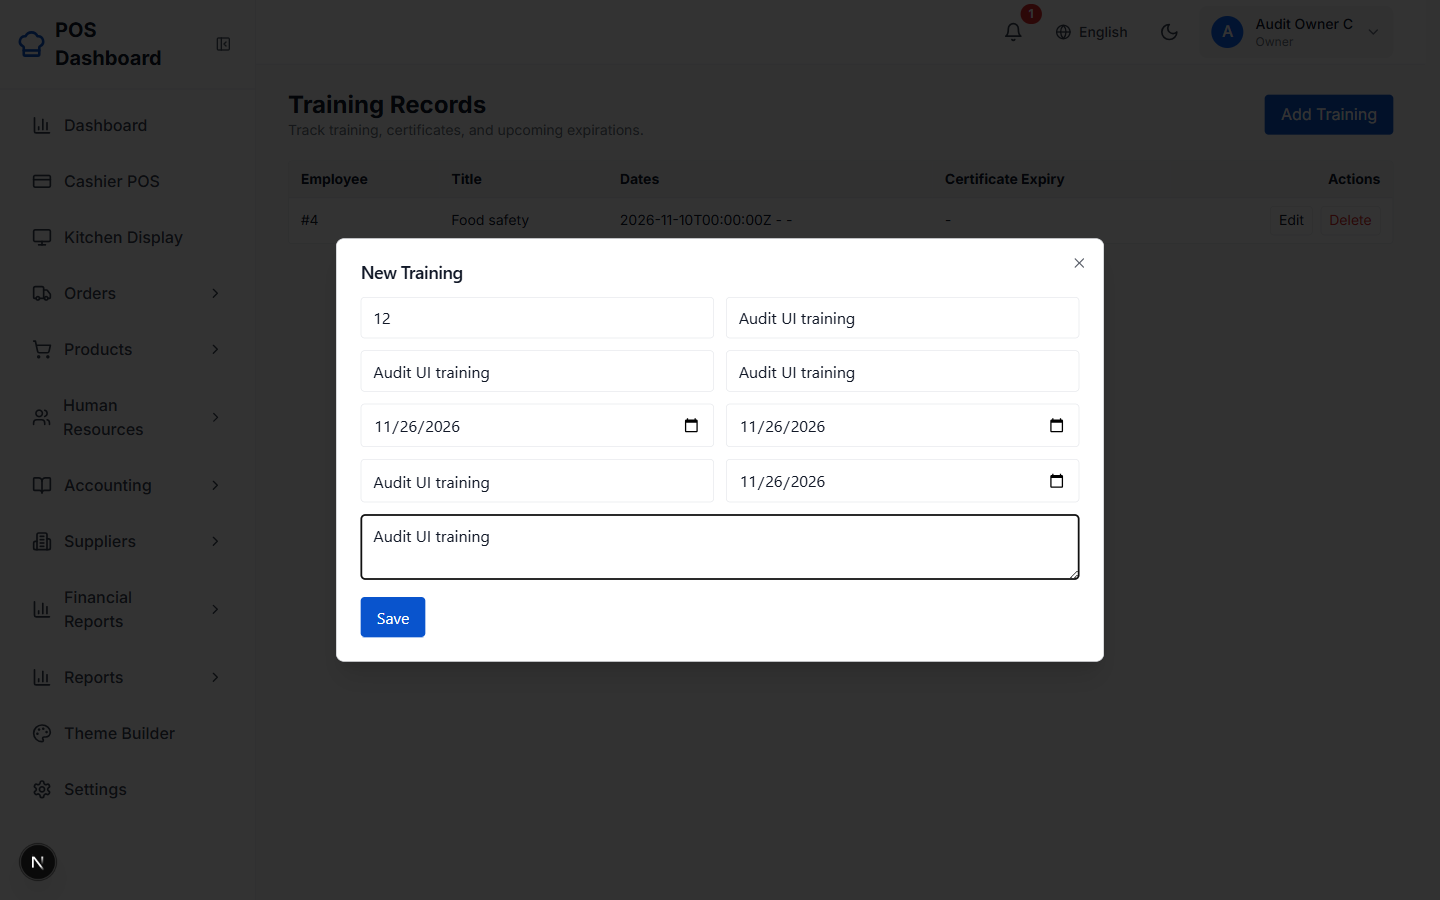 POS
Dashboard
1
English
A
Audit Owner C
Owner
Dashboard
Cashier POS
Kitchen Display
Orders
Products
Human
Resources
Accounting
Suppliers
Financial
Reports
Reports
Theme Builder
Settings
N
Training Records
Track training, certificates, and upcoming expirations.
Add Training
Employee Title Dates Certificate Expiry Actions
#4 Food safety 2026-11-10T00:00:00Z - - - Edit Delete
New Training
12 Audit UI training
Audit UI training Audit UI training
11/26/2026 11/26/2026
Audit UI training 11/26/2026
Audit UI training
Save